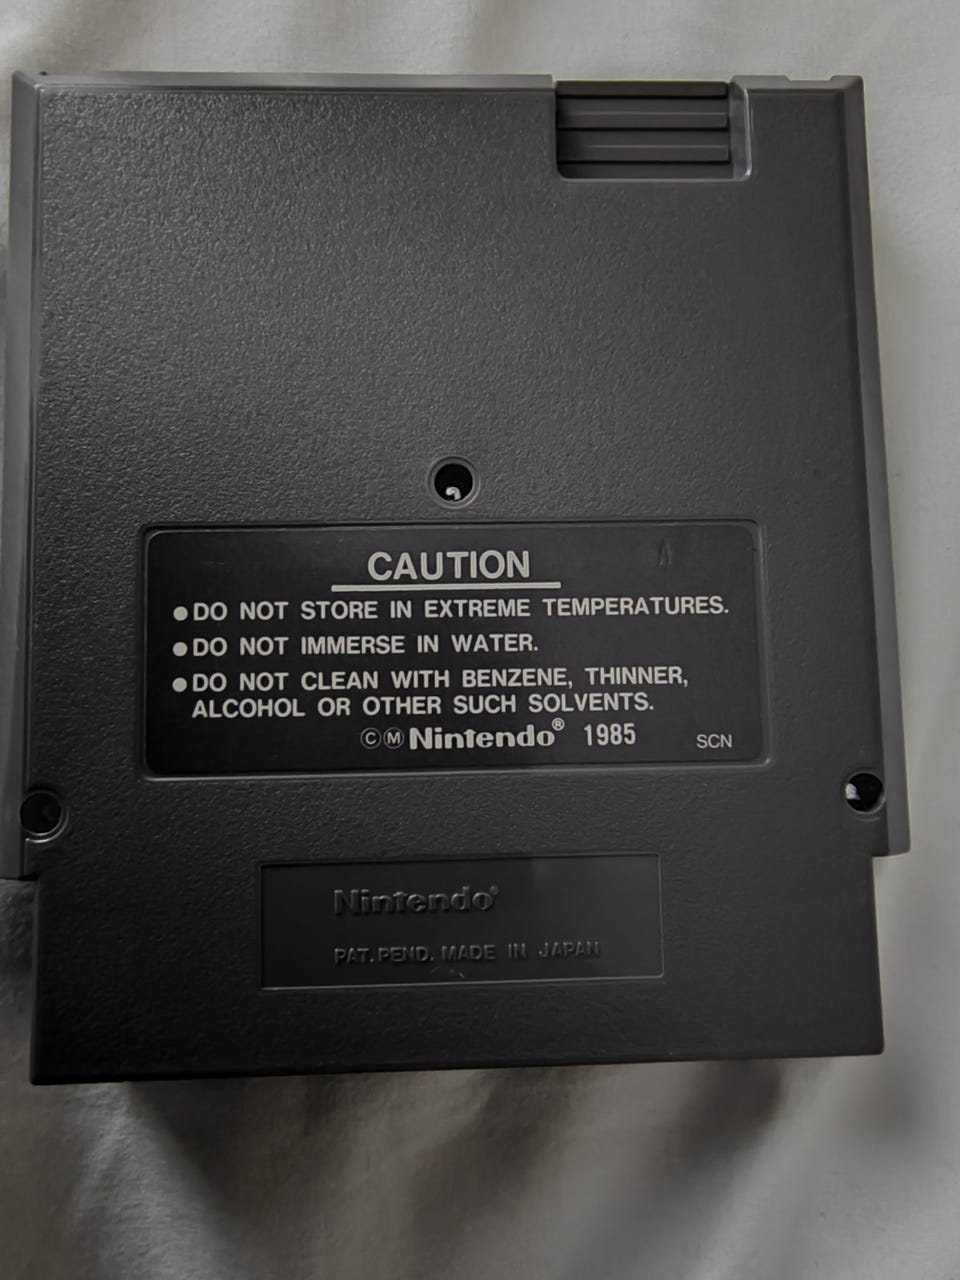 CAUTION
●DO NOT STORE IN EXTREME TEMPERATURES.
●DO NOT IMMERSE IN WATER.
●DO NOT CLEAN WITH BENZENE, THINNER,
ALCOHOL OR OTHER SUCH SOLVENTS.
©Ⓜ Nintendo® 1985 SCN
Nintendo®
PAT. PEND. MADE IN JAPAN